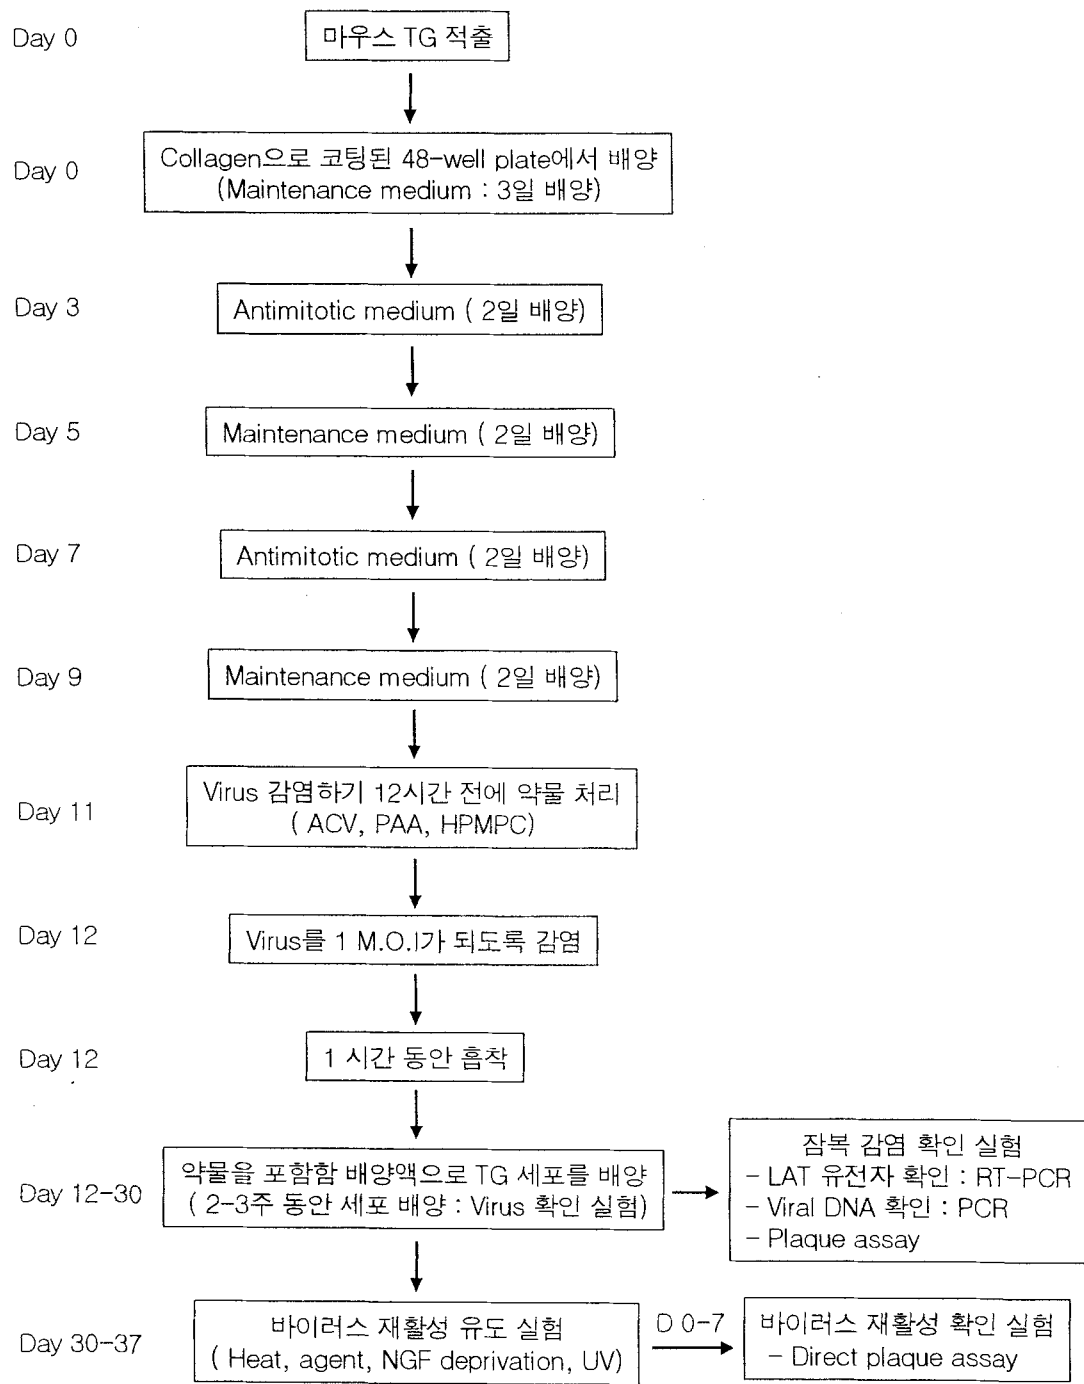 Day 0
마우스 TG 적출
Day 0
Collagen으로 코팅된 48-well plate에서 배양
(Maintenance medium : 3일 배양)
Day 3
Antimitotic medium ( 2일 배양)
Day 5
Maintenance medium ( 2일 배양)
Day 7
Antimitotic medium ( 2일 배양)
Day 9
Maintenance medium ( 2일 배양)
Day 11
Virus 감염하기 12시간 전에 약물 처리
( ACV, PAA, HPMPC)
Day 12
Virus를 1 M.O.I가 되도록 감염
Day 12
1 시간 동안 흡착
Day 12-30
약물을 포함함 배양액으로 TG 세포를 배양
( 2-3주 동안 세포 배양 : Virus 확인 실험)
잠복 감염 확인 실험
- LAT 유전자 확인 : RT-PCR
- Viral DNA 확인 : PCR
- Plaque assay
Day 30-37
바이러스 재활성 유도 실험
( Heat, agent, NGF deprivation, UV)
D 0-7
바이러스 재활성 확인 실험
- Direct plaque assay